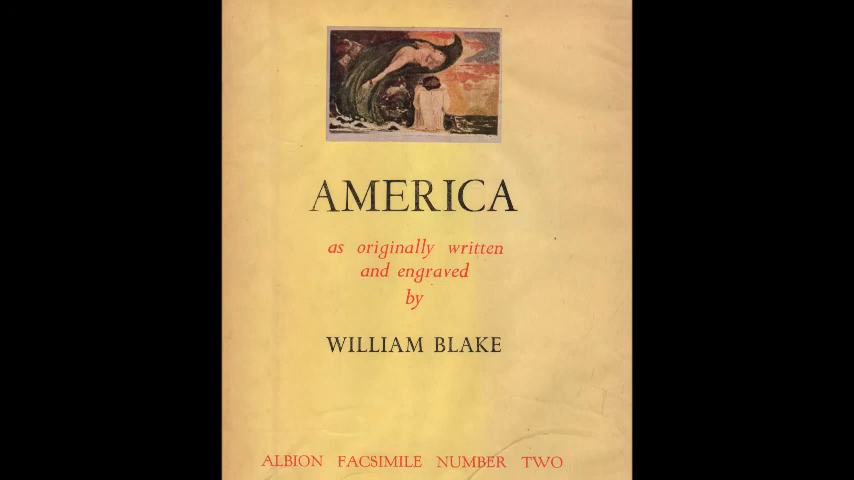 AMERICA
as originally written
and engraved
by
WILLIAM BLAKE
ALBION FACSIMILE NUMBER TWO